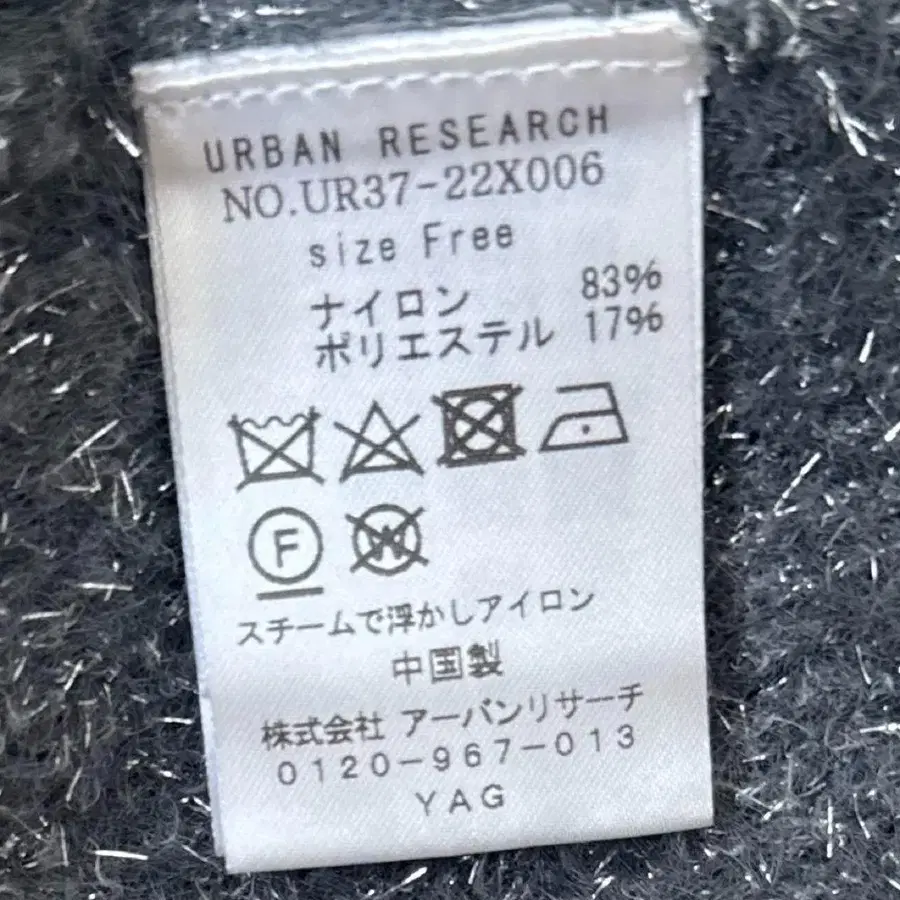 URBAN RESEARCH
NO.UR37-22X006
size Free
ナイロン 83%
ポリエステル 17%
F W
スチームで浮かしアイロン
中国製
株式会社 アーバンリサーチ
0120-967-013
YAG